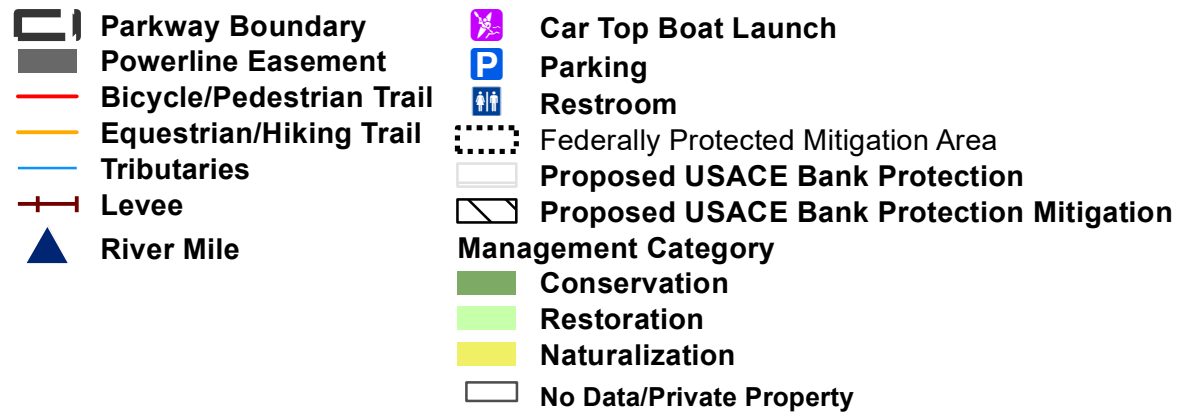 Parkway Boundary
Powerline Easement
Bicycle/Pedestrian Trail
Equestrian/Hiking Trail
Tributaries
Levee
River Mile
Car Top Boat Launch
P Parking
Restroom
Federally Protected Mitigation Area
Proposed USACE Bank Protection
Proposed USACE Bank Protection Mitigation
Management Category
Conservation
Restoration
Naturalization
No Data/Private Property